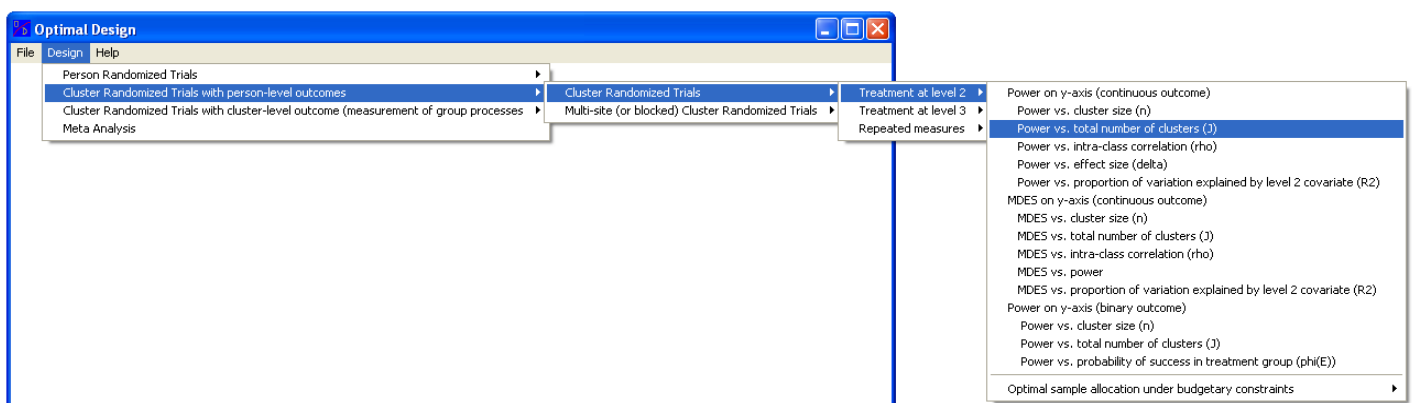 Optimal Design
File Design Help
Person Randomized Trials
Cluster Randomized Trials with person-level outcomes
Cluster Randomized Trials with cluster-level outcome (measurement of group processes
Meta Analysis
Cluster Randomized Trials
Multi-site (or blocked) Cluster Randomized Trials
Treatment at level 2
Treatment at level 3
Repeated measures
Power on y-axis (continuous outcome)
Power vs. cluster size (n)
Power vs. total number of clusters (J)
Power vs. intra-class correlation (rho)
Power vs. effect size (delta)
Power vs. proportion of variation explained by level 2 covariate (R2)
MDES on y-axis (continuous outcome)
MDES vs. cluster size (n)
MDES vs. total number of clusters (J)
MDES vs. intra-class correlation (rho)
MDES vs. power
MDES vs. proportion of variation explained by level 2 covariate (R2)
Power on y-axis (binary outcome)
Power vs. cluster size (n)
Power vs. total number of clusters (J)
Power vs. probability of success in treatment group (phi(E))
Optimal sample allocation under budgetary constraints